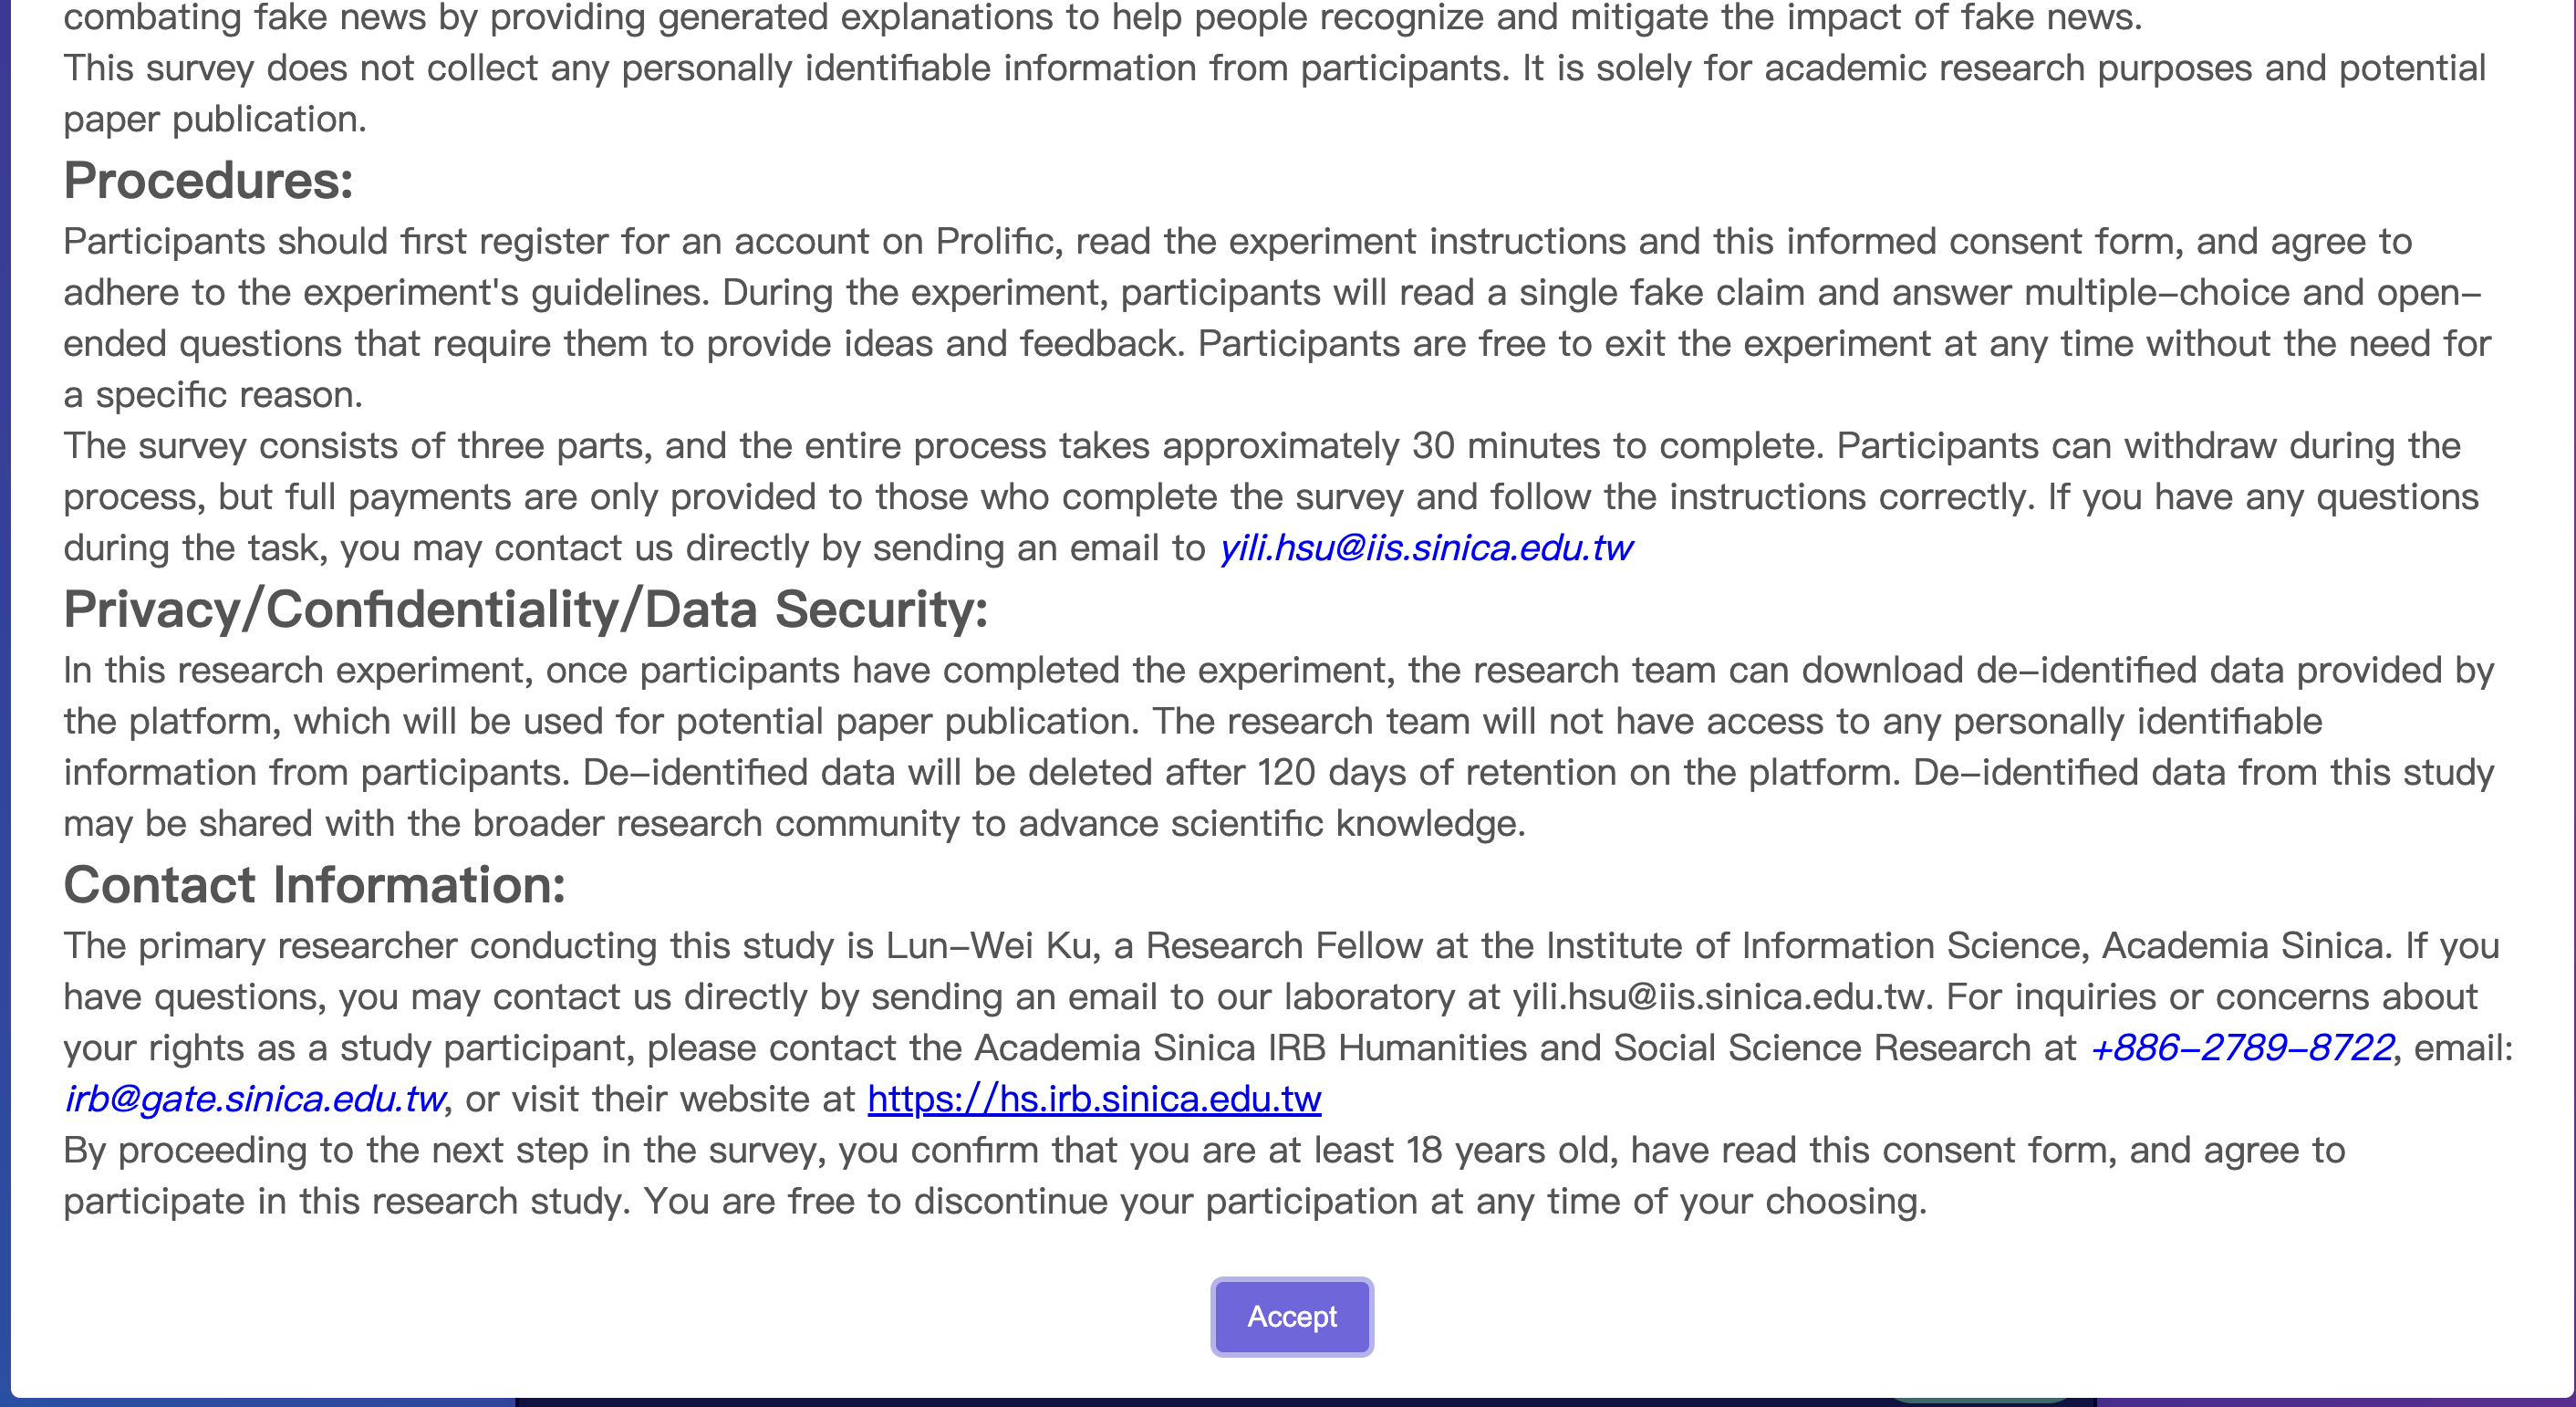 combating fake news by providing generated explanations to help people recognize and mitigate the impact of fake news.
This survey does not collect any personally identifiable information from participants. It is solely for academic research purposes and potential
paper publication.
Procedures:
Participants should first register for an account on Prolific, read the experiment instructions and this informed consent form, and agree to
adhere to the experiment's guidelines. During the experiment, participants will read a single fake claim and answer multiple-choice and open-
ended questions that require them to provide ideas and feedback. Participants are free to exit the experiment at any time without the need for
a specific reason.
The survey consists of three parts, and the entire process takes approximately 30 minutes to complete. Participants can withdraw during the
process, but full payments are only provided to those who complete the survey and follow the instructions correctly. If you have any questions
during the task, you may contact us directly by sending an email to yili.hsu@iis.sinica.edu.tw
Privacy/Confidentiality/Data Security:
In this research experiment, once participants have completed the experiment, the research team can download de-identified data provided by
the platform, which will be used for potential paper publication. The research team will not have access to any personally identifiable
information from participants. De-identified data will be deleted after 120 days of retention on the platform. De-identified data from this study
may be shared with the broader research community to advance scientific knowledge.
Contact Information:
The primary researcher conducting this study is Lun-Wei Ku, a Research Fellow at the Institute of Information Science, Academia Sinica. If you
have questions, you may contact us directly by sending an email to our laboratory at yili.hsu@iis.sinica.edu.tw. For inquiries or concerns about
your rights as a study participant, please contact the Academia Sinica IRB Humanities and Social Science Research at +886-2789-8722, email:
irb@gate.sinica.edu.tw, or visit their website at https://hs.irb.sinica.edu.tw
By proceeding to the next step in the survey, you confirm that you are at least 18 years old, have read this consent form, and agree to
participate in this research study. You are free to discontinue your participation at any time of your choosing.
Accept